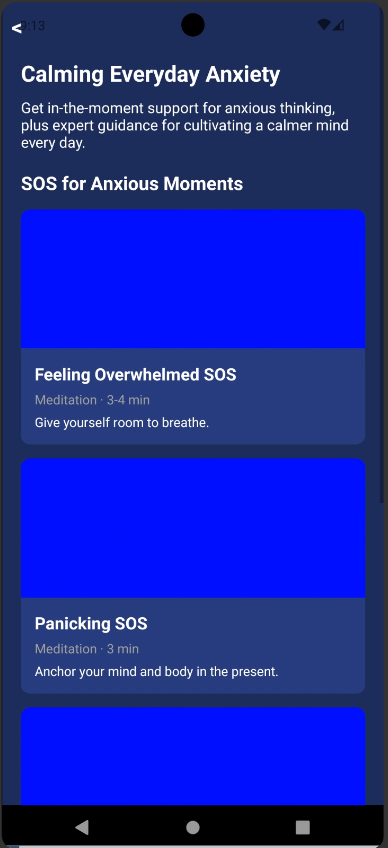 <
9:13
Calming Everyday Anxiety
Get in-the-moment support for anxious thinking,
plus expert guidance for cultivating a calmer mind
every day.
SOS for Anxious Moments
Feeling Overwhelmed SOS
Meditation · 3-4 min
Give yourself room to breathe.
Panicking SOS
Meditation · 3 min
Anchor your mind and body in the present.